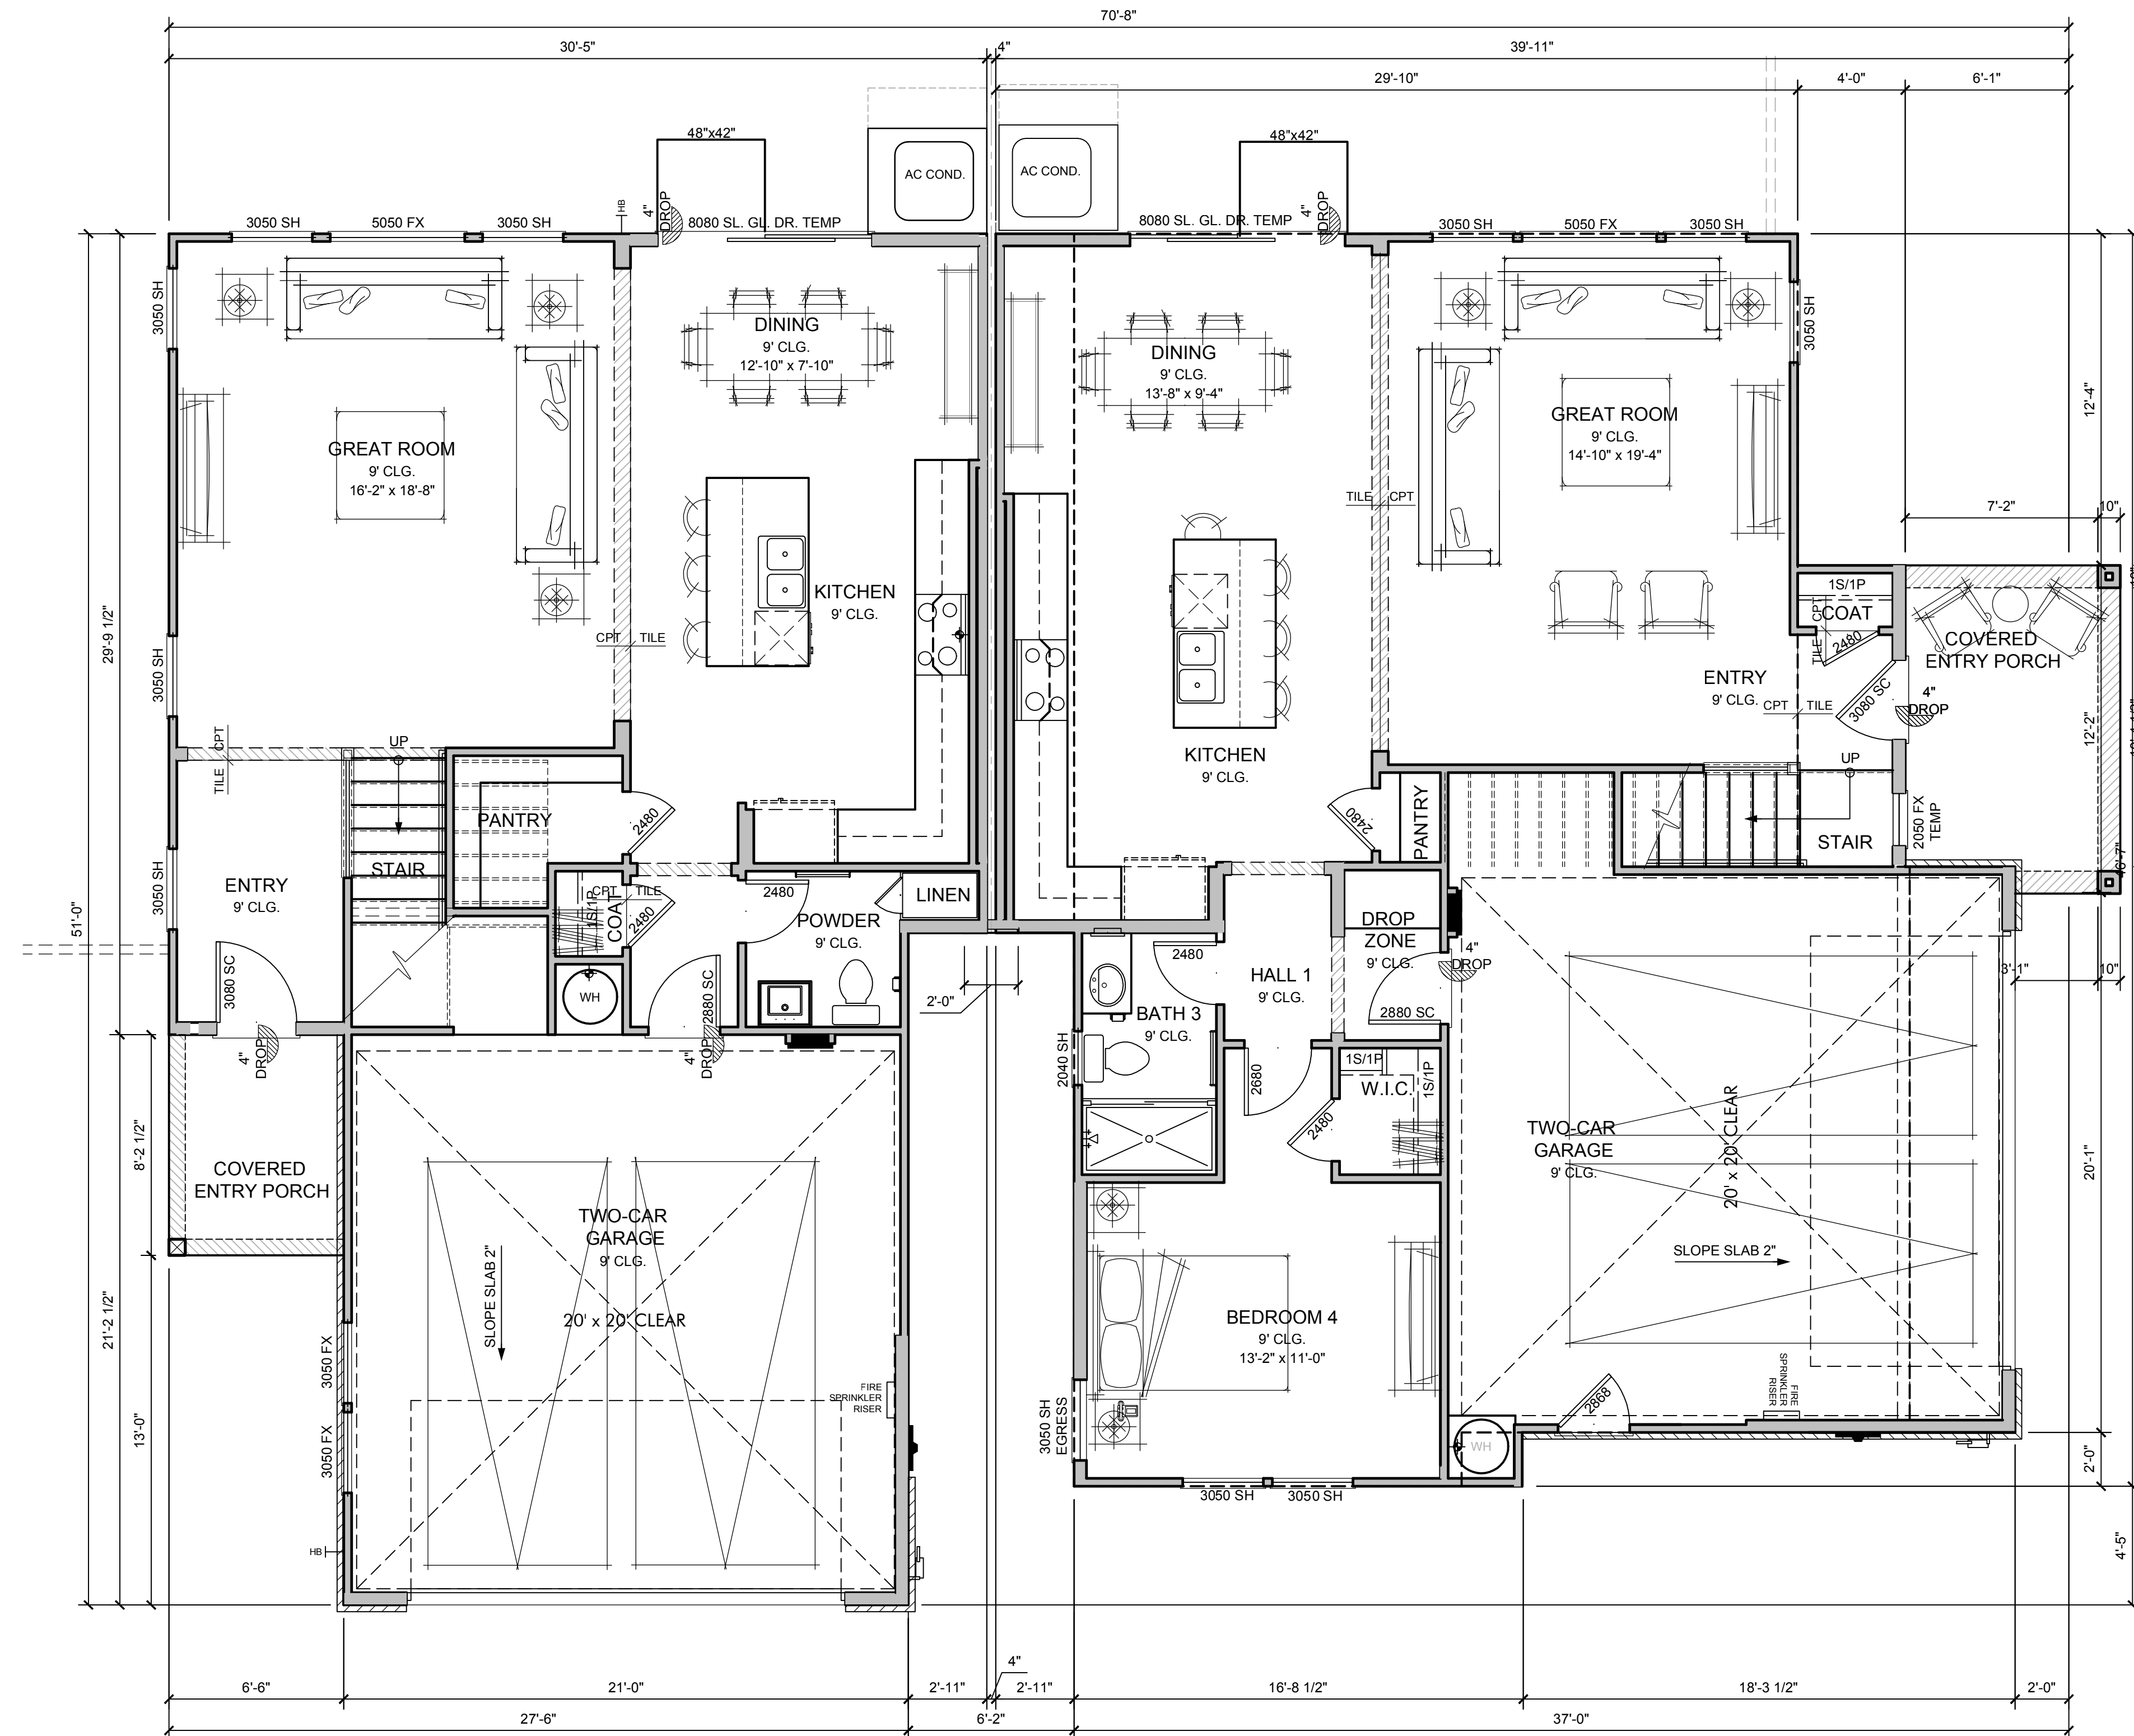 70'-8"
30'-5"
4"
39'-11"
29'-10"
4'-0"
6'-1"
48"x42"
AC COND.
AC COND.
48"x42"
3050 SH
5050 FX
3050 SH
HB
4"
DROP
8080 SL. GL. DR. TEMP
8080 SL. GL. DR. TEMP
4"
DROP
3050 SH
5050 FX
3050 SH
3050 SH
DINING
9' CLG.
12'-10" x 7'-10"
DINING
9' CLG.
13'-8" x 9'-4"
3050 SH
12'-4"
GREAT ROOM
9' CLG.
16'-2" x 18'-8"
GREAT ROOM
9' CLG.
14'-10" x 19'-4"
TILE
CPT
7'-2"
10"
29'-9 1/2"
KITCHEN
9' CLG.
CPT
TILE
3050 SH
1S/1P
COAT
CPT
TILE
2480
COVERED
ENTRY PORCH
ENTRY
9' CLG.
CPT
TILE
3080 SC
4"
DROP
12'-2"
UP
CPT
TILE
KITCHEN
9' CLG.
UP
PANTRY
2480
2480
PANTRY
2050 FX
TEMP
STAIR
STAIR
3050 SH
ENTRY
9' CLG.
51'-0"
1S/1P
COAT
CPT
TILE
2480
2480
POWDER
9' CLG.
LINEN
DROP
ZONE
9' CLG.
4"
DROP
3080 SC
WH
2880 SC
2'-0"
2480
HALL 1
9' CLG.
2880 SC
3'-1"
10"
BATH 3
9' CLG.
4"
DROP
4"
DROP
2040 SH
2680
1S/1P
W.I.C.
1S/1P
2480
8'-2 1/2"
COVERED
ENTRY PORCH
TWO-CAR
GARAGE
9' CLG.
20' x 20' CLEAR
SLOPE SLAB 2"
TWO-CAR
GARAGE
9' CLG.
20' x 20' CLEAR
SLOPE SLAB 2"
20'-1"
21'-2 1/2"
13'-0"
3050 FX
3050 FX
FIRE
SPRINKLER
RISER
BEDROOM 4
9' CLG.
13'-2" x 11'-0"
3050 SH
EGRESS
2868
FIRE
SPRINKLER
RISER
WH
2'-0"
3050 SH
3050 SH
HB
4'-5"
6'-6"
21'-0"
2'-11"
4"
2'-11"
16'-8 1/2"
18'-3 1/2"
2'-0"
27'-6"
6'-2"
37'-0"